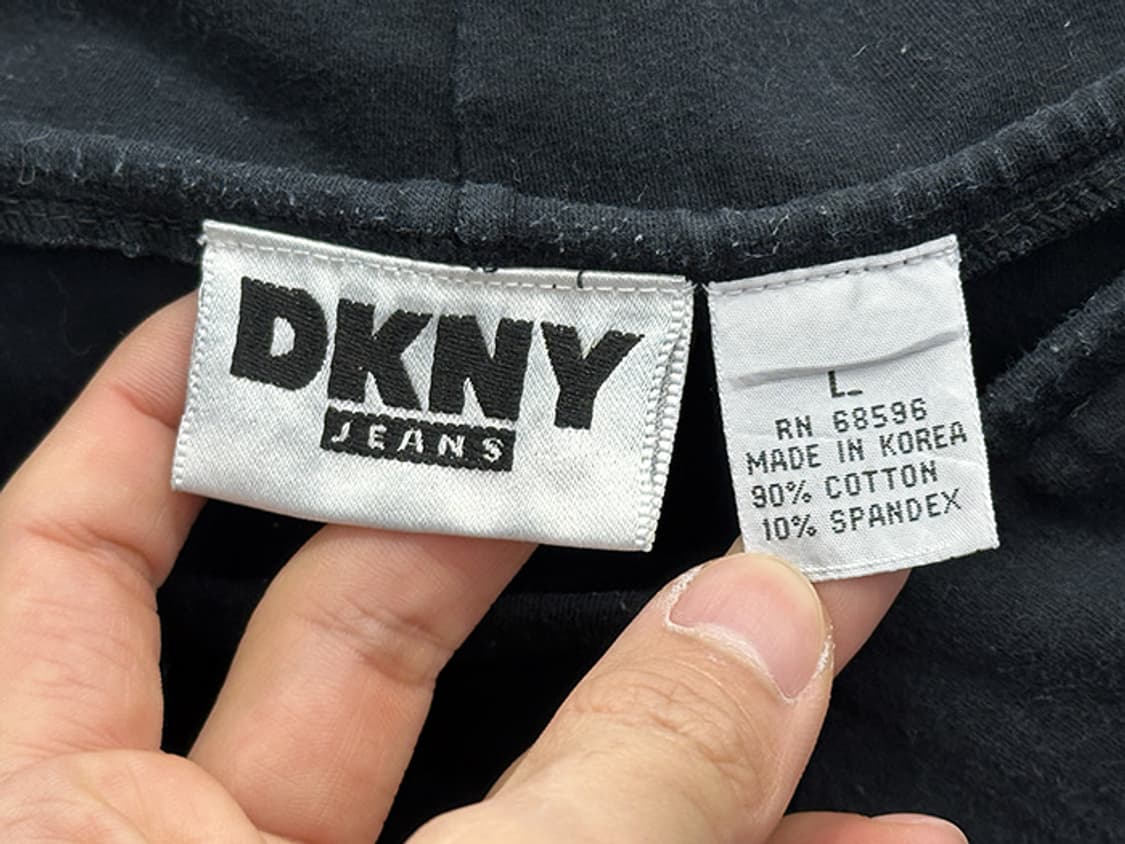 DKNY
JEANS
L
RN 68596
MADE IN KOREA
90% COTTON
10% SPANDEX